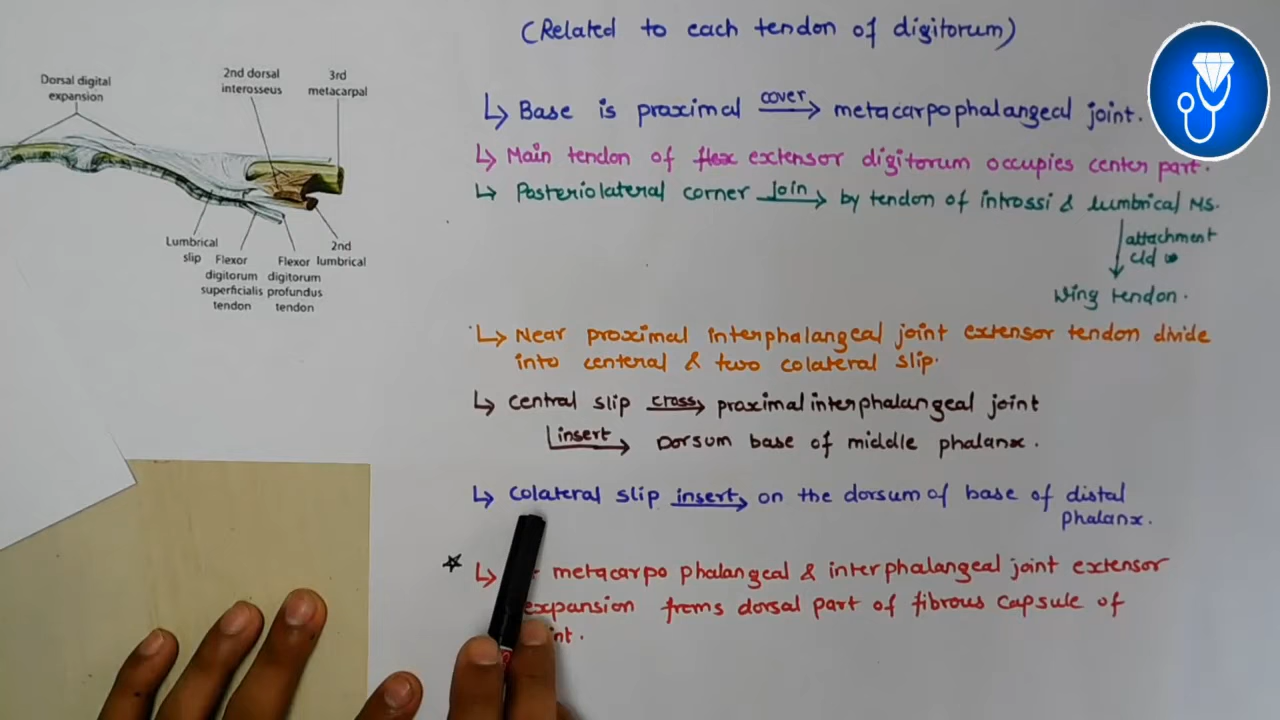 (Related to each tendon of digitorum)
Dorsal digital
expansion
2nd dorsal
interosseus
3rd
metacarpal
Lumbrical
slip
Flexor
digitorum
superficialis
tendon
Flexor
digitorum
profundus
tendon
2nd
lumbrical
↳ Base is proximal cover → metacarpophalangeal joint.
↳ Main tendon of flex extensor digitorum occupies center part.
↳ Posteriolateral corner join → by tendon of introssi & lumbrical Ms.
attachment
c/d
wing tendon.
↳ Near proximal interphalangeal joint extensor tendon divide
into centeral & two colateral slip.
↳ central slip cross → proximal interphalangeal joint
insert → Dorsum base of middle phalanx.
↳ colateral slip insert → on the dorsum of base of distal
phalanx.
☆ ↳ metacarpo phalangeal & interphalangeal joint extensor
expansion froms dorsal part of fibrous capsule of
int.